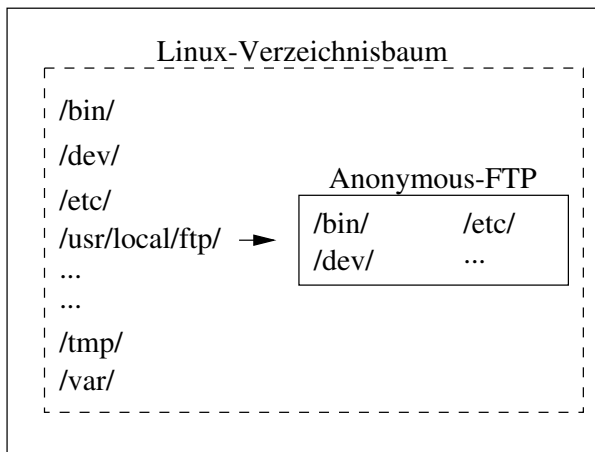 Linux-Verzeichnisbaum
/bin/
/dev/
/etc/
/usr/local/ftp/
...
...
/tmp/
/var/
Anonymous-FTP
/bin/ /etc/
/dev/ ...